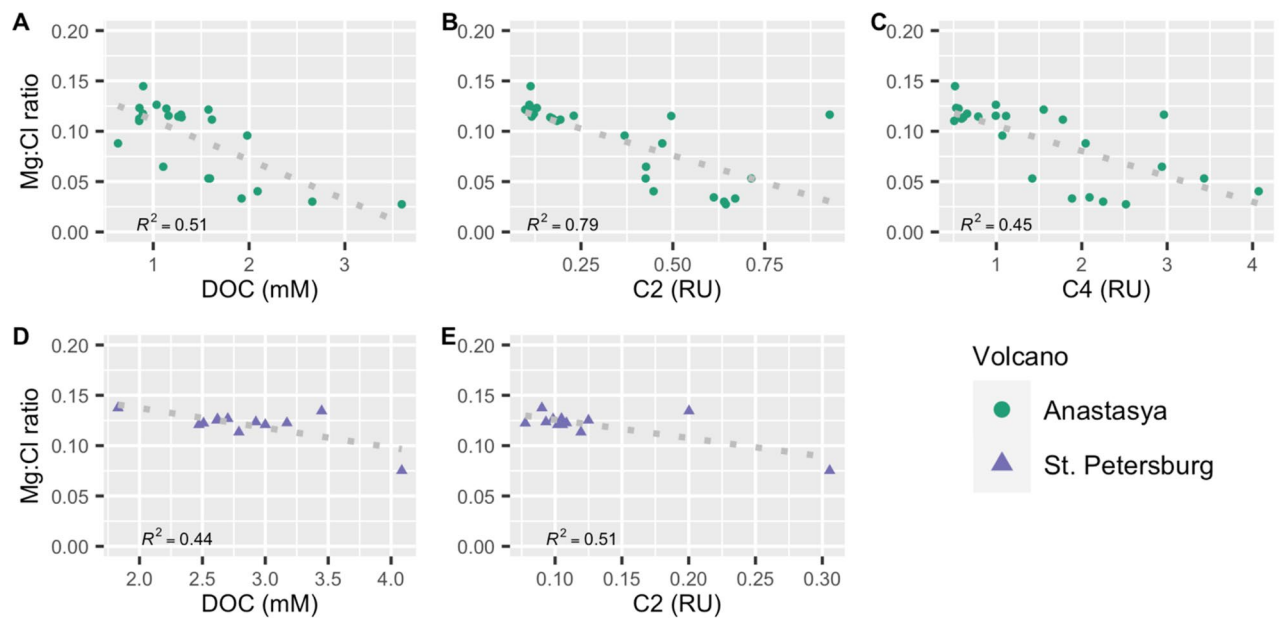 A
B
C
0.20
0.15
0.10
0.05
0.00
Mg:Cl ratio
R² = 0.51
1
2
3
DOC (mM)
0.20
0.15
0.10
0.05
0.00
R² = 0.79
0.25
0.50
0.75
C2 (RU)
0.20
0.15
0.10
0.05
0.00
R² = 0.45
1
2
3
4
C4 (RU)
D
E
0.20
0.15
0.10
0.05
0.00
Mg:Cl ratio
R² = 0.44
2.0
2.5
3.0
3.5
4.0
DOC (mM)
0.20
0.15
0.10
0.05
0.00
R² = 0.51
0.10
0.15
0.20
0.25
0.30
C2 (RU)
Volcano
Anastasya
St. Petersburg